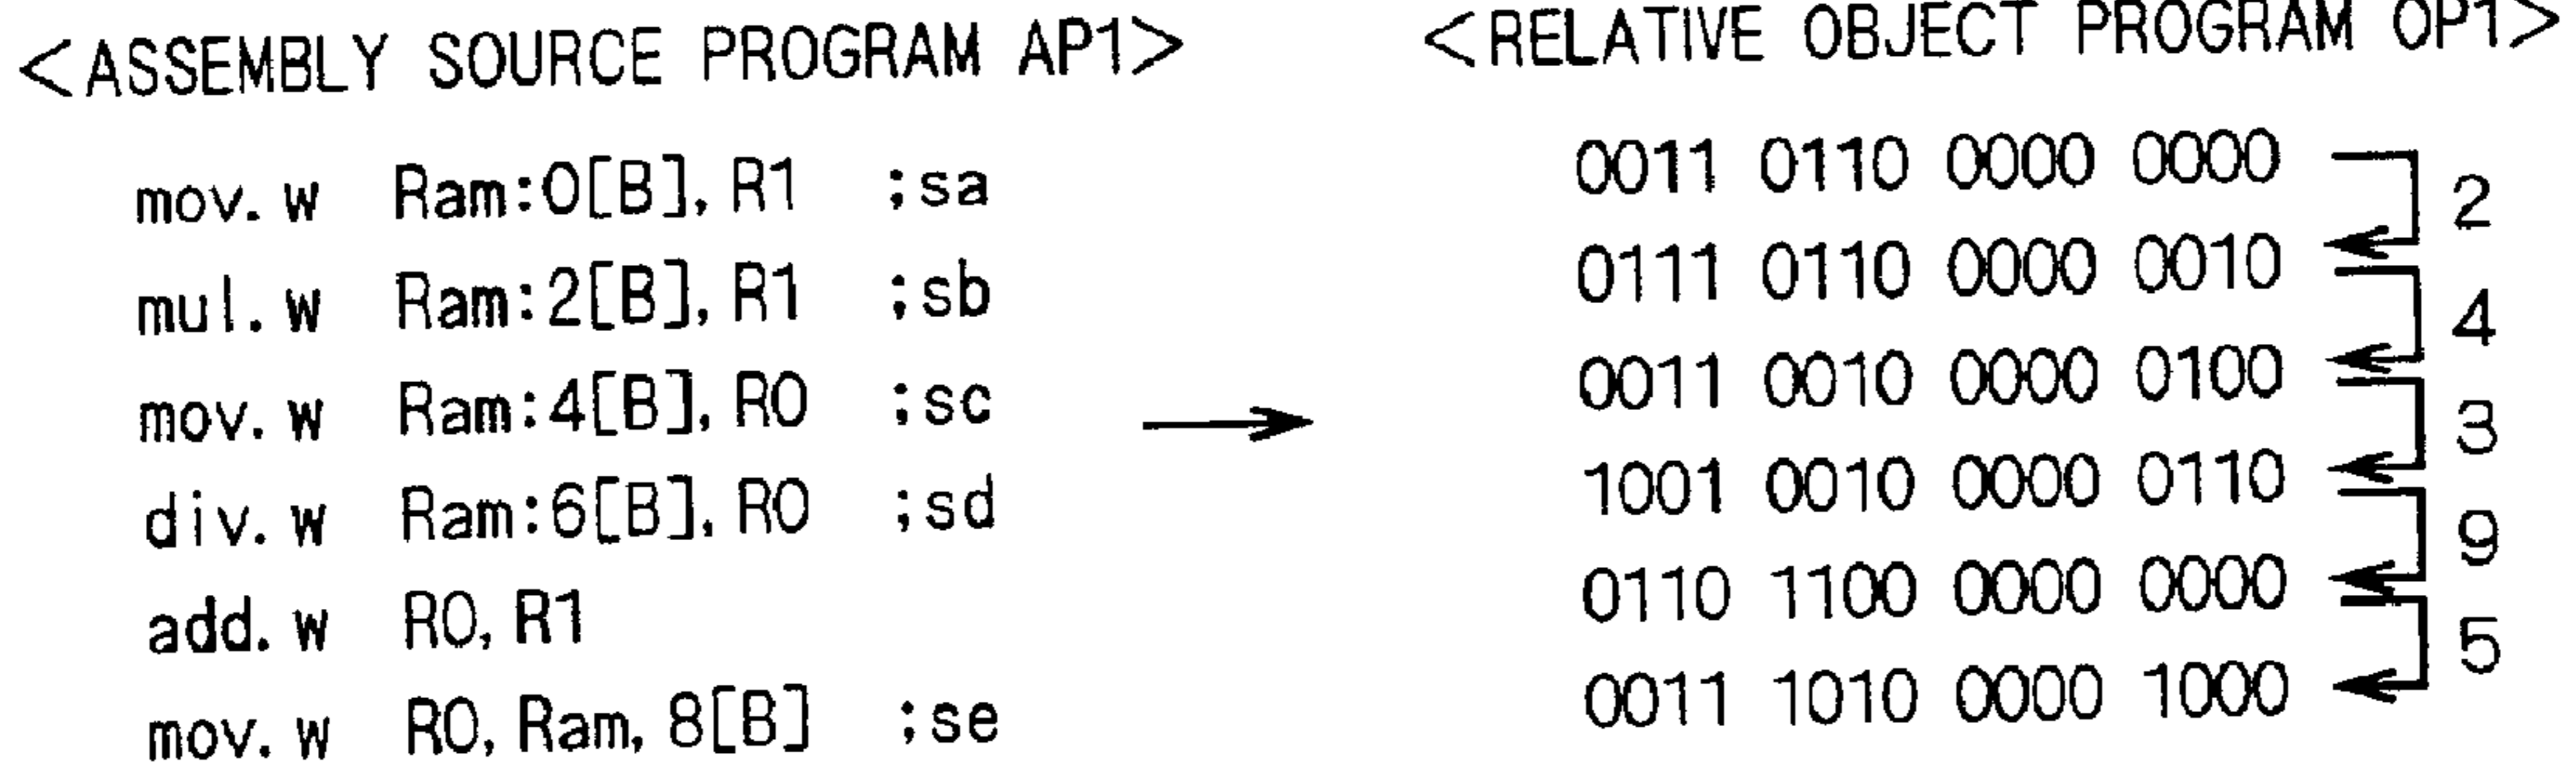 <ASSEMBLY SOURCE PROGRAM AP1>
mov.w Ram:0[B],R1 ;sa
mul.w Ram:2[B],R1 ;sb
mov.w Ram:4[B],R0 ;sc
div.w Ram:6[B],R0 ;sd
add.w R0,R1
mov.w R0,Ram,8[B] ;se
<RELATIVE OBJECT PROGRAM OP1>
0011 0110 0000 0000
0111 0110 0000 0010
0011 0010 0000 0100
1001 0010 0000 0110
0110 1100 0000 0000
0011 1010 0000 1000
2
4
3
9
5